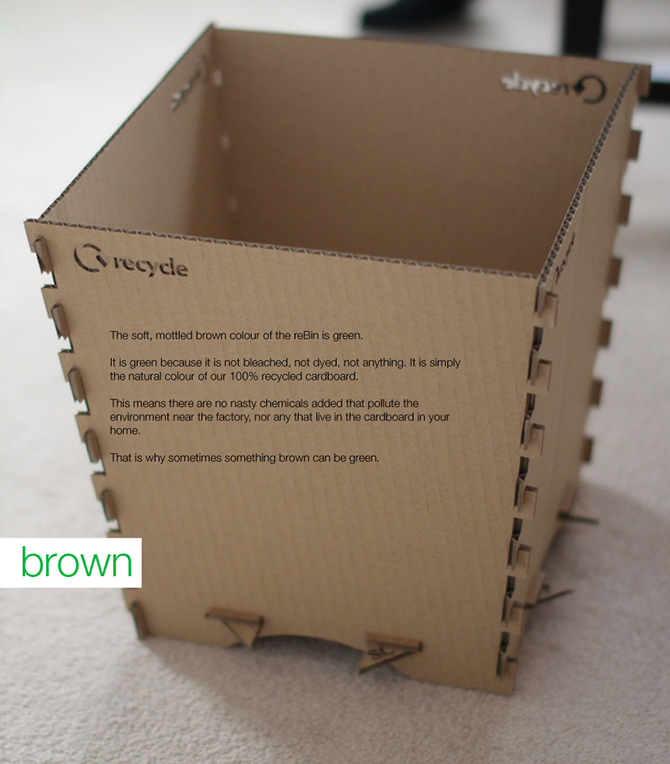 recycle
recycle
recycle
The soft, mottled brown colour of the reBin is green.
It is green because it is not bleached, not dyed, not anything. It is simply
the natural colour of our 100% recycled cardboard.
This means there are no nasty chemicals added that pollute the
environment near the factory, nor any that live in the cardboard in your
home.
That is why sometimes something brown can be green.
brown